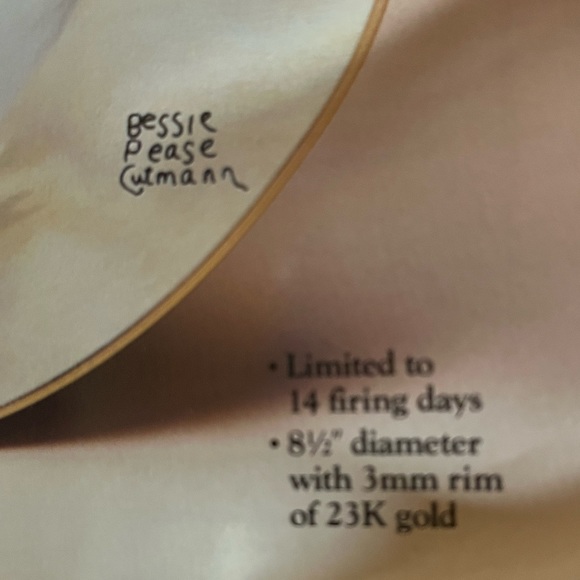 Bessie
Pease
Gutmann
• Limited to
14 firing days
• 8½" diameter
with 3mm rim
of 23K gold